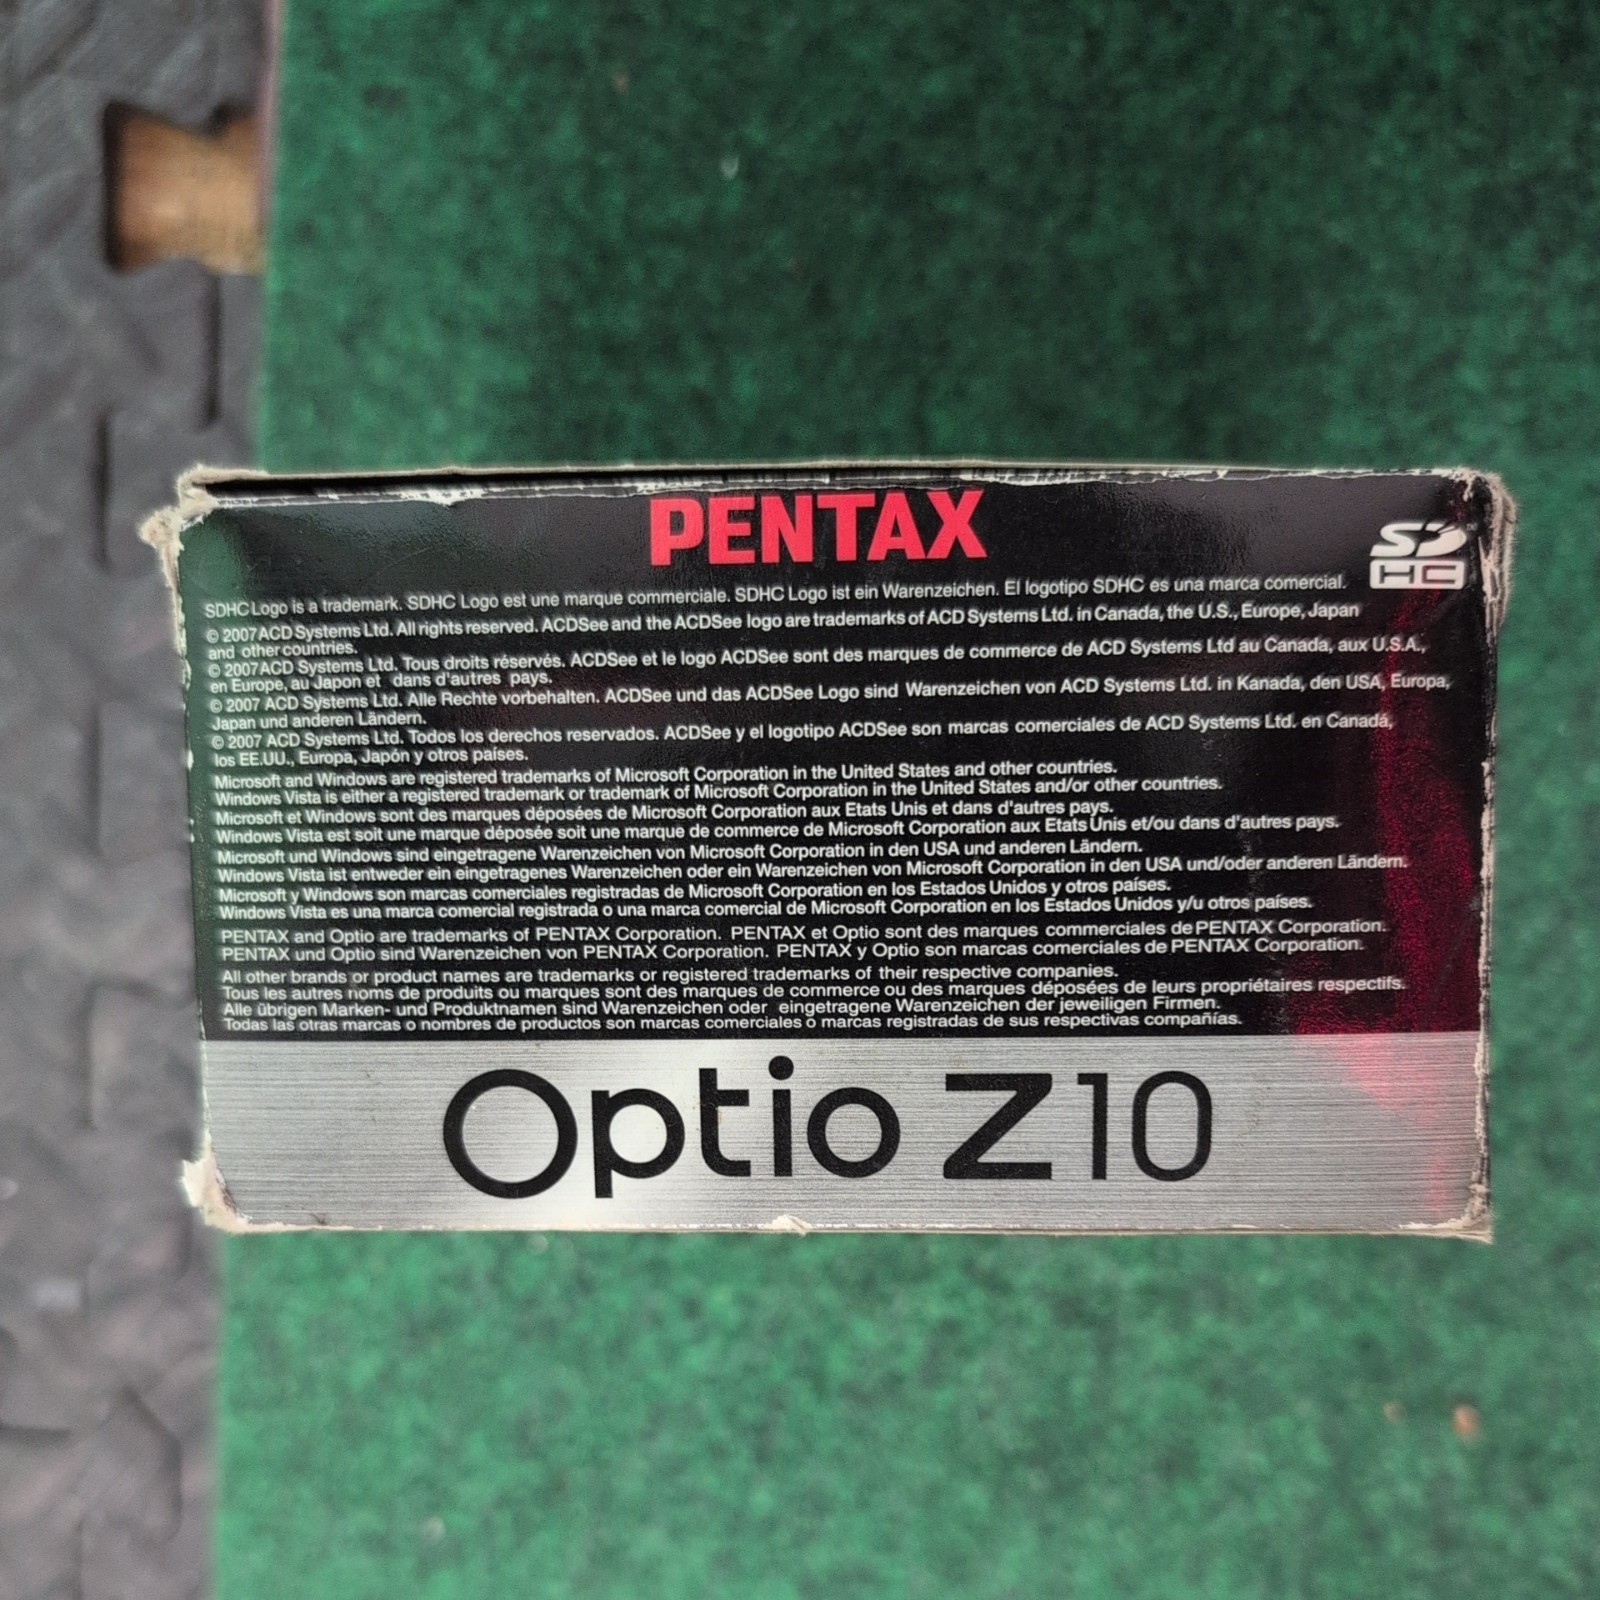 PENTAX
SD HC
SDHC Logo is a trademark. SDHC Logo est une marque commerciale. SDHC Logo ist ein Warenzeichen. El logotipo SDHC es una marca comercial.
© 2007 ACD Systems Ltd. All rights reserved. ACDSee and the ACDSee logo are trademarks of ACD Systems Ltd. in Canada, the U.S., Europe, Japan
and other countries.
© 2007 ACD Systems Ltd. Tous droits réservés. ACDSee et le logo ACDSee sont des marques de commerce de ACD Systems Ltd au Canada, aux U.S.A.,
en Europe, au Japon et dans d'autres pays.
© 2007 ACD Systems Ltd. Alle Rechte vorbehalten. ACDSee und das ACDSee Logo sind Warenzeichen von ACD Systems Ltd. in Kanada, den USA, Europa,
Japan und anderen Ländern.
© 2007 ACD Systems Ltd. Todos los derechos reservados. ACDSee y el logotipo ACDSee son marcas comerciales de ACD Systems Ltd. en Canadá,
los EE.UU., Europa, Japón y otros países.
Microsoft and Windows are registered trademarks of Microsoft Corporation in the United States and other countries.
Windows Vista is either a registered trademark or trademark of Microsoft Corporation in the United States and/or other countries.
Microsoft et Windows sont des marques déposées de Microsoft Corporation aux Etats Unis et dans d'autres pays.
Windows Vista est soit une marque déposée soit une marque de commerce de Microsoft Corporation aux Etats Unis et/ou dans d'autres pays.
Microsoft und Windows sind eingetragene Warenzeichen von Microsoft Corporation in den USA und anderen Ländern.
Windows Vista ist entweder ein eingetragenes Warenzeichen oder ein Warenzeichen von Microsoft Corporation in den USA und/oder anderen Ländern.
Microsoft y Windows son marcas comerciales registradas de Microsoft Corporation en los Estados Unidos y otros países.
Windows Vista es una marca comercial registrada o una marca comercial de Microsoft Corporation en los Estados Unidos y/u otros países.
PENTAX and Optio are trademarks of PENTAX Corporation. PENTAX et Optio sont des marques commerciales de PENTAX Corporation.
PENTAX und Optio sind Warenzeichen von PENTAX Corporation. PENTAX y Optio son marcas comerciales de PENTAX Corporation.
All other brands or product names are trademarks or registered trademarks of their respective companies.
Tous les autres noms de produits ou marques sont des marques de commerce ou des marques déposées de leurs propriétaires respectifs.
Alle übrigen Marken- und Produktnamen sind Warenzeichen oder eingetragene Warenzeichen der jeweiligen Firmen.
Todas las otras marcas o nombres de productos son marcas comerciales o marcas registradas de sus respectivas compañías.
Optio Z10